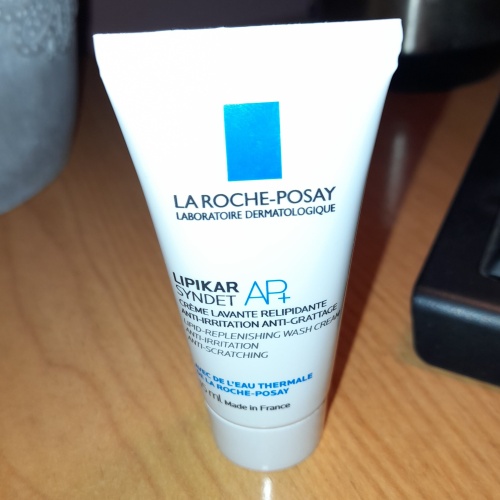 LA ROCHE-POSAY
LABORATOIRE DERMATOLOGIQUE
LIPIKAR
SYNDET AP+
CRÈME LAVANTE RELIPIDANTE
ANTI-IRRITATION ANTI-GRATTAGE
LIPID-REPLENISHING WASH CREAM
ANTI-IRRITATION
ANTI-SCRATCHING
DE L'EAU THERMALE
LA ROCHE-POSAY
ml Made in France